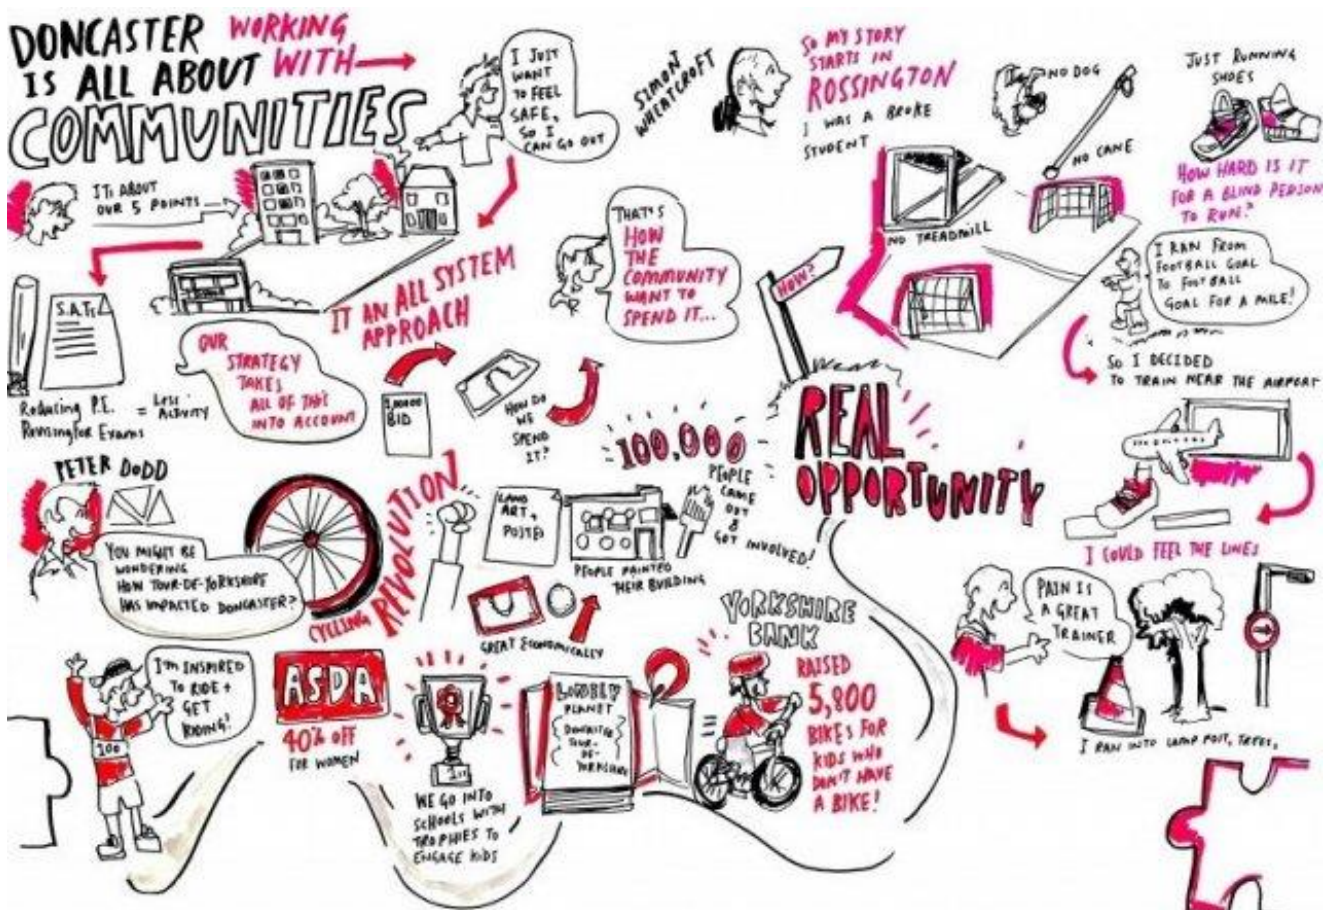 DONCASTER WORKING
IS ALL ABOUT WITH
COMMUNITIES
I JUST
WANT
TO FEEL
SAFE,
SO I
CAN GO OUT
ITS ABOUT
OUR 5 POINTS
S.A.Ts
Reducing P.E. = Less
Activity
Revising for Exams
OUR
STRATEGY
TAKES
ALL OF THIS
INTO ACCOUNT
IT AN ALL SYSTEM
APPROACH
BID
HOW DO
WE
SPEND
IT?
THAT'S
HOW
THE
COMMUNITY
WANT TO
SPEND IT...
SIMON
WHEATCROFT
SO MY STORY
STARTS IN
ROSSINGTON
I WAS A BROKE
STUDENT
NO DOG
NO CANE
NO TREADMILL
JUST RUNNING
SHOES
HOW HARD IS IT
FOR A BLIND PERSON
TO RUN?
I RAN FROM
FOOTBALL GOAL
TO FOOTBALL
GOAL FOR A MILE!
HOW?
SO I DECIDED
TO TRAIN NEAR THE AIRPORT
REAL
OPPORTUNITY
I COULD FEEL THE LINES
PAIN IS
A GREAT
TRAINER
I RAN INTO LAMP POST, TREES,
PETER DODD
YOU MIGHT BE
WONDERING
HOW TOUR-DE-YORKSHIRE
HAS IMPACTED DONCASTER?
CYCLING
REVOLUTION
LAND
ART,
POSTED
PEOPLE PAINTED
THEIR BUILDING
100,000
PEOPLE
CAME
OUT
&
GOT INVOLVED!
GREAT ECONOMICALLY
I'M INSPIRED
TO RIDE +
GET
RIDING!
100
ASDA
40% OFF
FOR WOMEN
WE GO INTO
SCHOOLS WITH
TROPHIES TO
ENGAGE KIDS
LONELY
PLANET
DONCASTER
TOUR-
DE-
YORKSHIRE
YORKSHIRE
BANK
RAISED
5,800
BIKES FOR
KIDS WHO
DON'T HAVE
A BIKE!